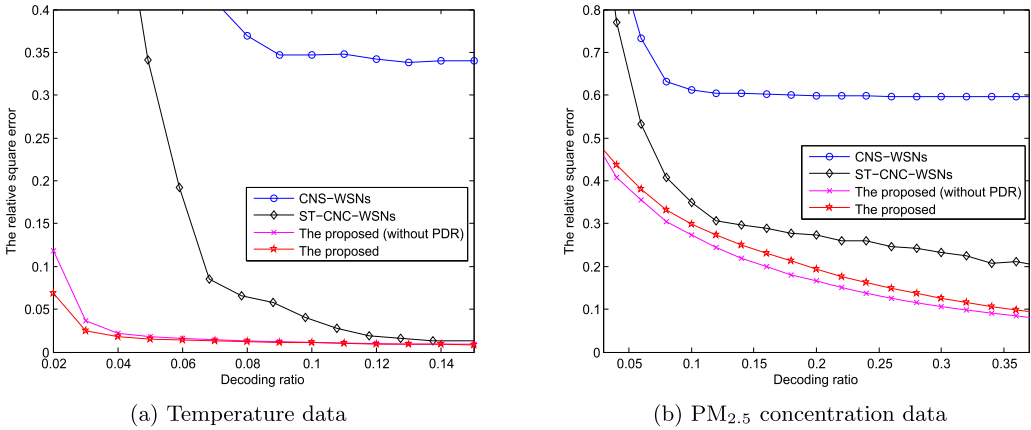 0.4
0.35
0.3
0.25
0.2
0.15
0.1
0.05
0
The relative square error
0.02
0.04
0.06
0.08
0.1
0.12
0.14
Decoding ratio
CNS−WSNs
ST−CNC−WSNs
The proposed (without PDR)
The proposed
(a) Temperature data
0.8
0.7
0.6
0.5
0.4
0.3
0.2
0.1
0
The relative square error
0.05
0.1
0.15
0.2
0.25
0.3
0.35
Decoding ratio
CNS−WSNs
ST−CNC−WSNs
The proposed (without PDR)
The proposed
(b) PM2.5 concentration data